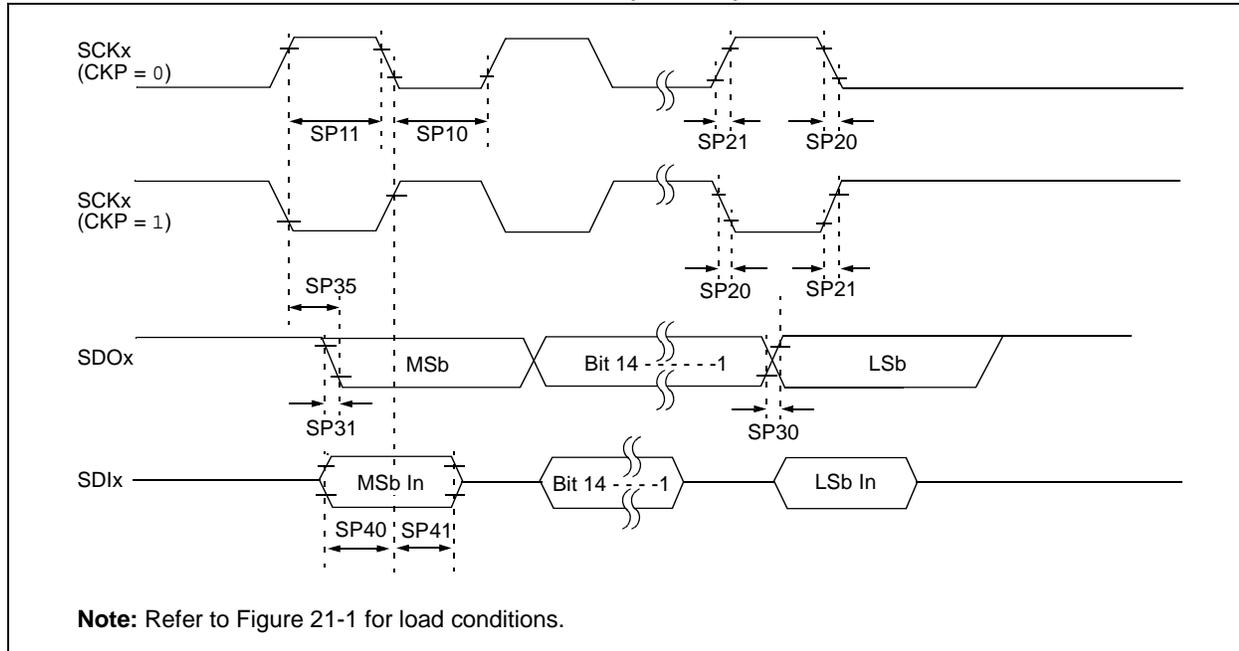 SCKx
(CKP = 0)
SP11
SP10
SP21
SP20
SCKx
(CKP = 1)
SP35
SP20
SP21
SDOx
MSb
Bit 14 - - - - - -1
LSb
SP31
SP30
SDIx
MSb In
Bit 14 - - - - -1
LSb In
SP40
SP41
Note: Refer to Figure 21-1 for load conditions.